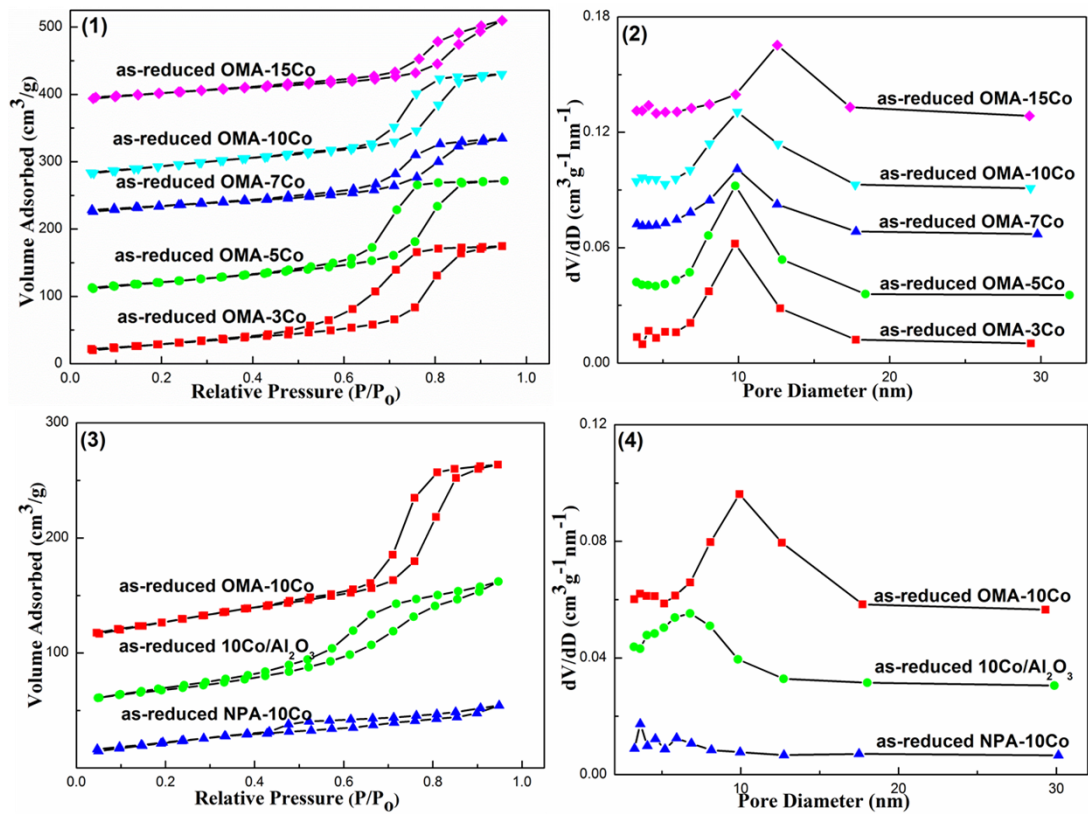 (1)
500
400
300
200
100
0
Volume Adsorbed (cm³/g)
as-reduced OMA-15Co
as-reduced OMA-10Co
as-reduced OMA-7Co
as-reduced OMA-5Co
as-reduced OMA-3Co
0.0 0.2 0.4 0.6 0.8 1.0
Relative Pressure (P/Po)
(2)
0.18
0.12
0.06
0.00
dV/dD (cm³g⁻¹nm⁻¹)
as-reduced OMA-15Co
as-reduced OMA-10Co
as-reduced OMA-7Co
as-reduced OMA-5Co
as-reduced OMA-3Co
10 20 30
Pore Diameter (nm)
(3)
300
200
100
0
Volume Adsorbed (cm³/g)
as-reduced OMA-10Co
as-reduced 10Co/Al₂O₃
as-reduced NPA-10Co
0.0 0.2 0.4 0.6 0.8 1.0
Relative Pressure (P/Po)
(4)
0.12
0.08
0.04
0.00
dV/dD (cm³g⁻¹nm⁻¹)
as-reduced OMA-10Co
as-reduced 10Co/Al₂O₃
as-reduced NPA-10Co
10 20 30
Pore Diameter (nm)